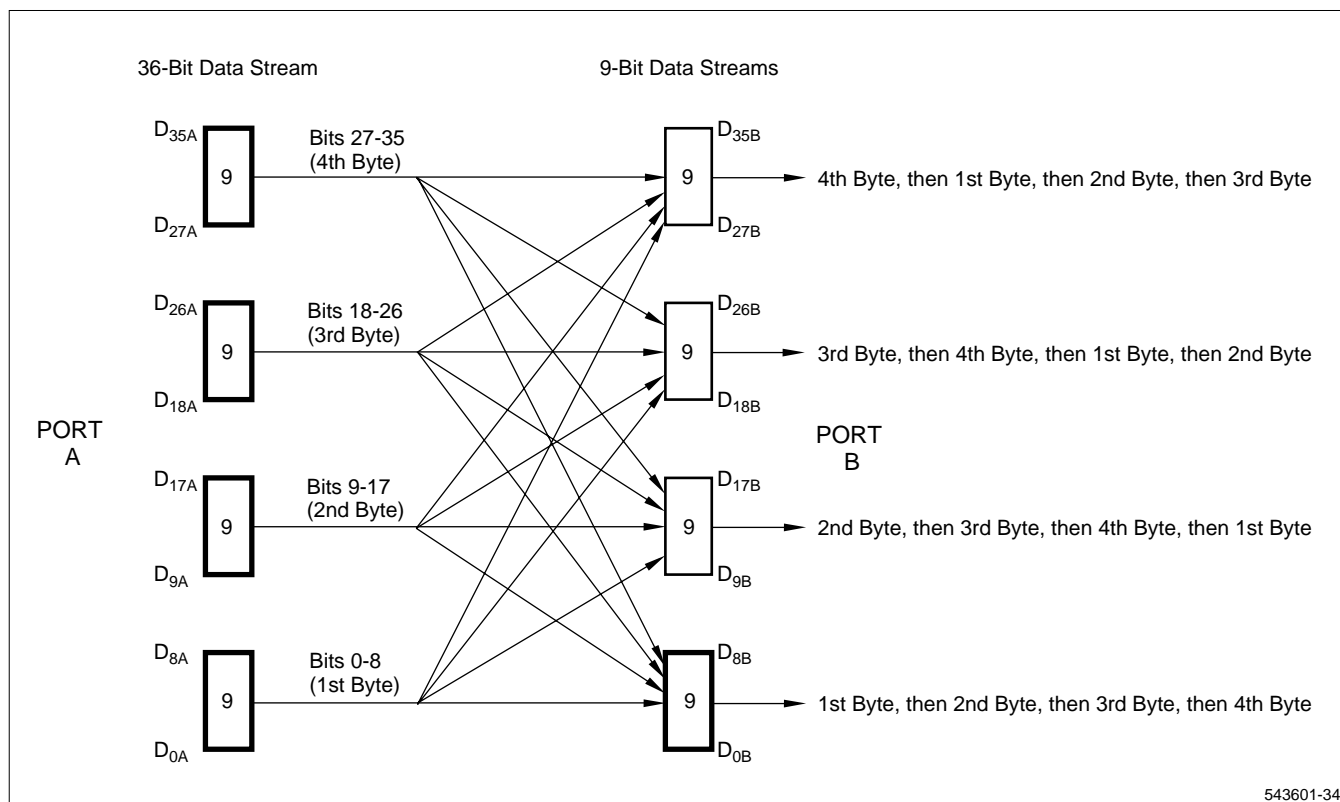 36-Bit Data Stream
9-Bit Data Streams
D35A
9
D27A
Bits 27-35
(4th Byte)
D35B
9
D27B
4th Byte, then 1st Byte, then 2nd Byte, then 3rd Byte
D26A
9
D18A
Bits 18-26
(3rd Byte)
D26B
9
D18B
3rd Byte, then 4th Byte, then 1st Byte, then 2nd Byte
PORT
A
PORT
B
D17A
9
D9A
Bits 9-17
(2nd Byte)
D17B
9
D9B
2nd Byte, then 3rd Byte, then 4th Byte, then 1st Byte
D8A
9
D0A
Bits 0-8
(1st Byte)
D8B
9
D0B
1st Byte, then 2nd Byte, then 3rd Byte, then 4th Byte
543601-34